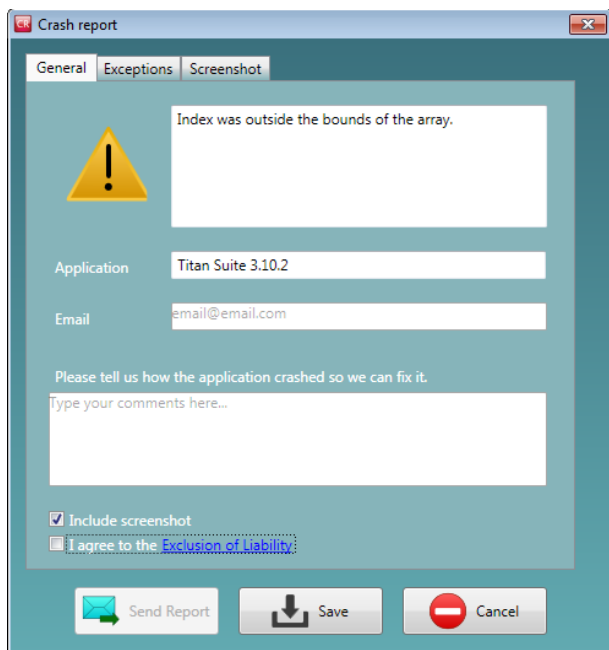 CR Crash report
General Exceptions Screenshot
Index was outside the bounds of the array.
Application Titan Suite 3.10.2
Email email@email.com
Please tell us how the application crashed so we can fix it.
Type your comments here...
Include screenshot
I agree to the Exclusion of Liability
Send Report Save Cancel